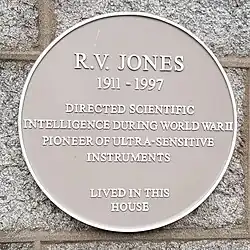 R.V. JONES
1911 - 1997
DIRECTED SCIENTIFIC
INTELLIGENCE DURING WORLD WAR II
PIONEER OF ULTRA-SENSITIVE
INSTRUMENTS
LIVED IN THIS
HOUSE